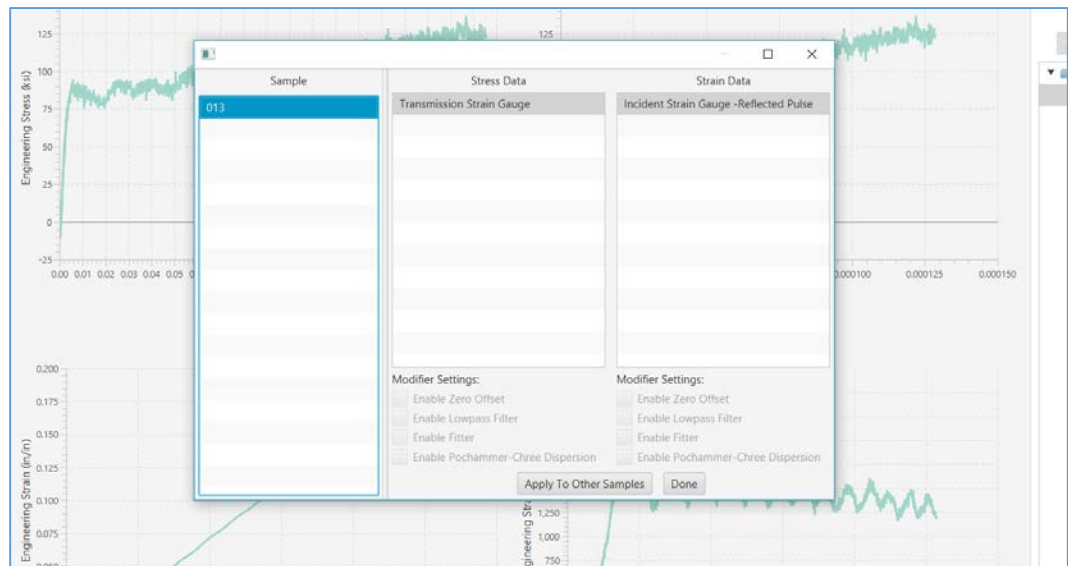 125
100
75
50
25
0
-25
Engineering Stress (ksi)
0.00 0.01 0.02 0.03 0.04 0.05
125
0.000100 0.000125 0.000150
Sample
Stress Data
Strain Data
013
Transmission Strain Gauge
Incident Strain Gauge -Reflected Pulse
Modifier Settings:
Enable Zero Offset
Enable Lowpass Filter
Enable Fitter
Enable Pochammer-Chree Dispersion
Modifier Settings:
Enable Zero Offset
Enable Lowpass Filter
Enable Fitter
Enable Pochammer-Chree Dispersion
Apply To Other Samples
Done
0.200
0.175
0.150
0.125
0.100
0.075
Engineering Strain (in/in)
1,250
1,000
750